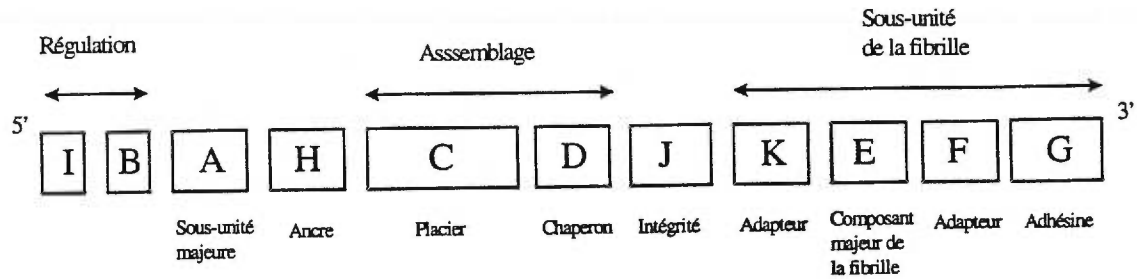 Régulation
Asssemblage
Sous-unité
de la fibrille
5'
3'
I B A H C D J K E F G
Sous-unité
majeure
Ancre
Placier
Chaperon
Intégrité
Adapteur
Composant
majeur de
la fibrille
Adapteur
Adhésine